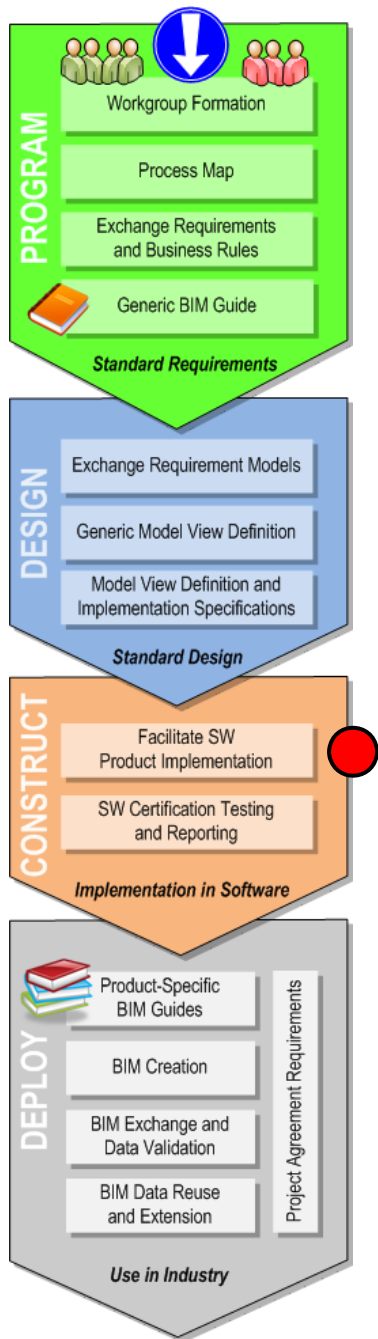 PROGRAM
Workgroup Formation
Process Map
Exchange Requirements
and Business Rules
Generic BIM Guide
Standard Requirements
DESIGN
Exchange Requirement Models
Generic Model View Definition
Model View Definition and
Implementation Specifications
Standard Design
CONSTRUCT
Facilitate SW
Product Implementation
SW Certification Testing
and Reporting
Implementation in Software
DEPLOY
Product-Specific
BIM Guides
BIM Creation
BIM Exchange and
Data Validation
BIM Data Reuse
and Extension
Project Agreement Requirements
Use in Industry